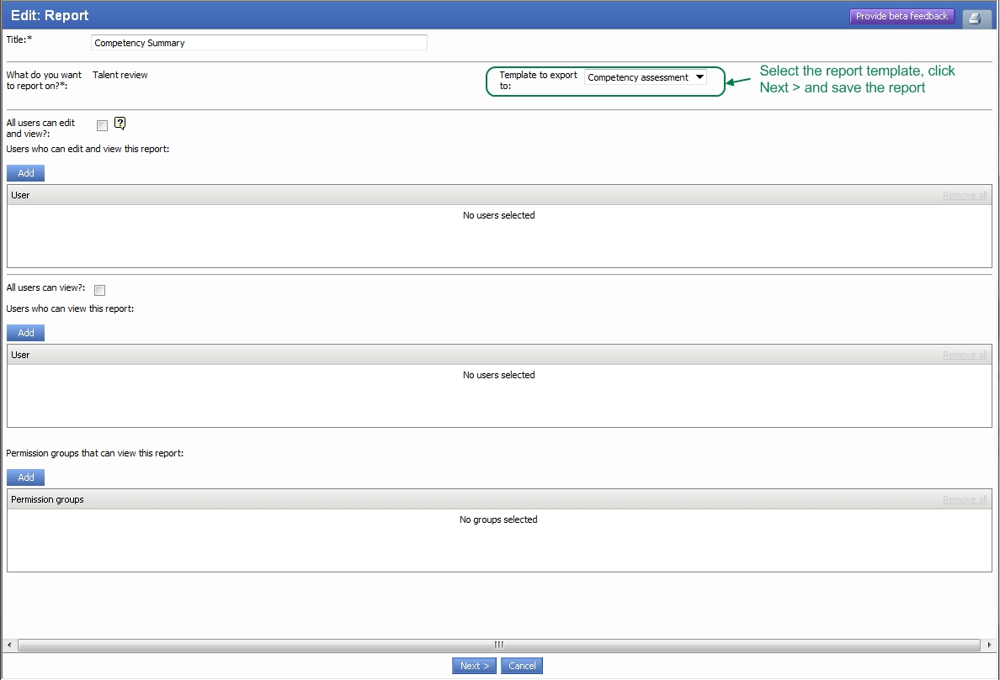 Edit: Report
Provide beta feedback
Title:*
Competency Summary
What do you want
to report on?*:
Talent review
Template to export
to:
Competency assessment
Select the report template, click
Next > and save the report
All users can edit
and view?:
?
Users who can edit and view this report:
Add
User
Remove all
No users selected
All users can view?:
Users who can view this report:
Add
User
Remove all
No users selected
Permission groups that can view this report:
Add
Permission groups
Remove all
No groups selected
Next >
Cancel